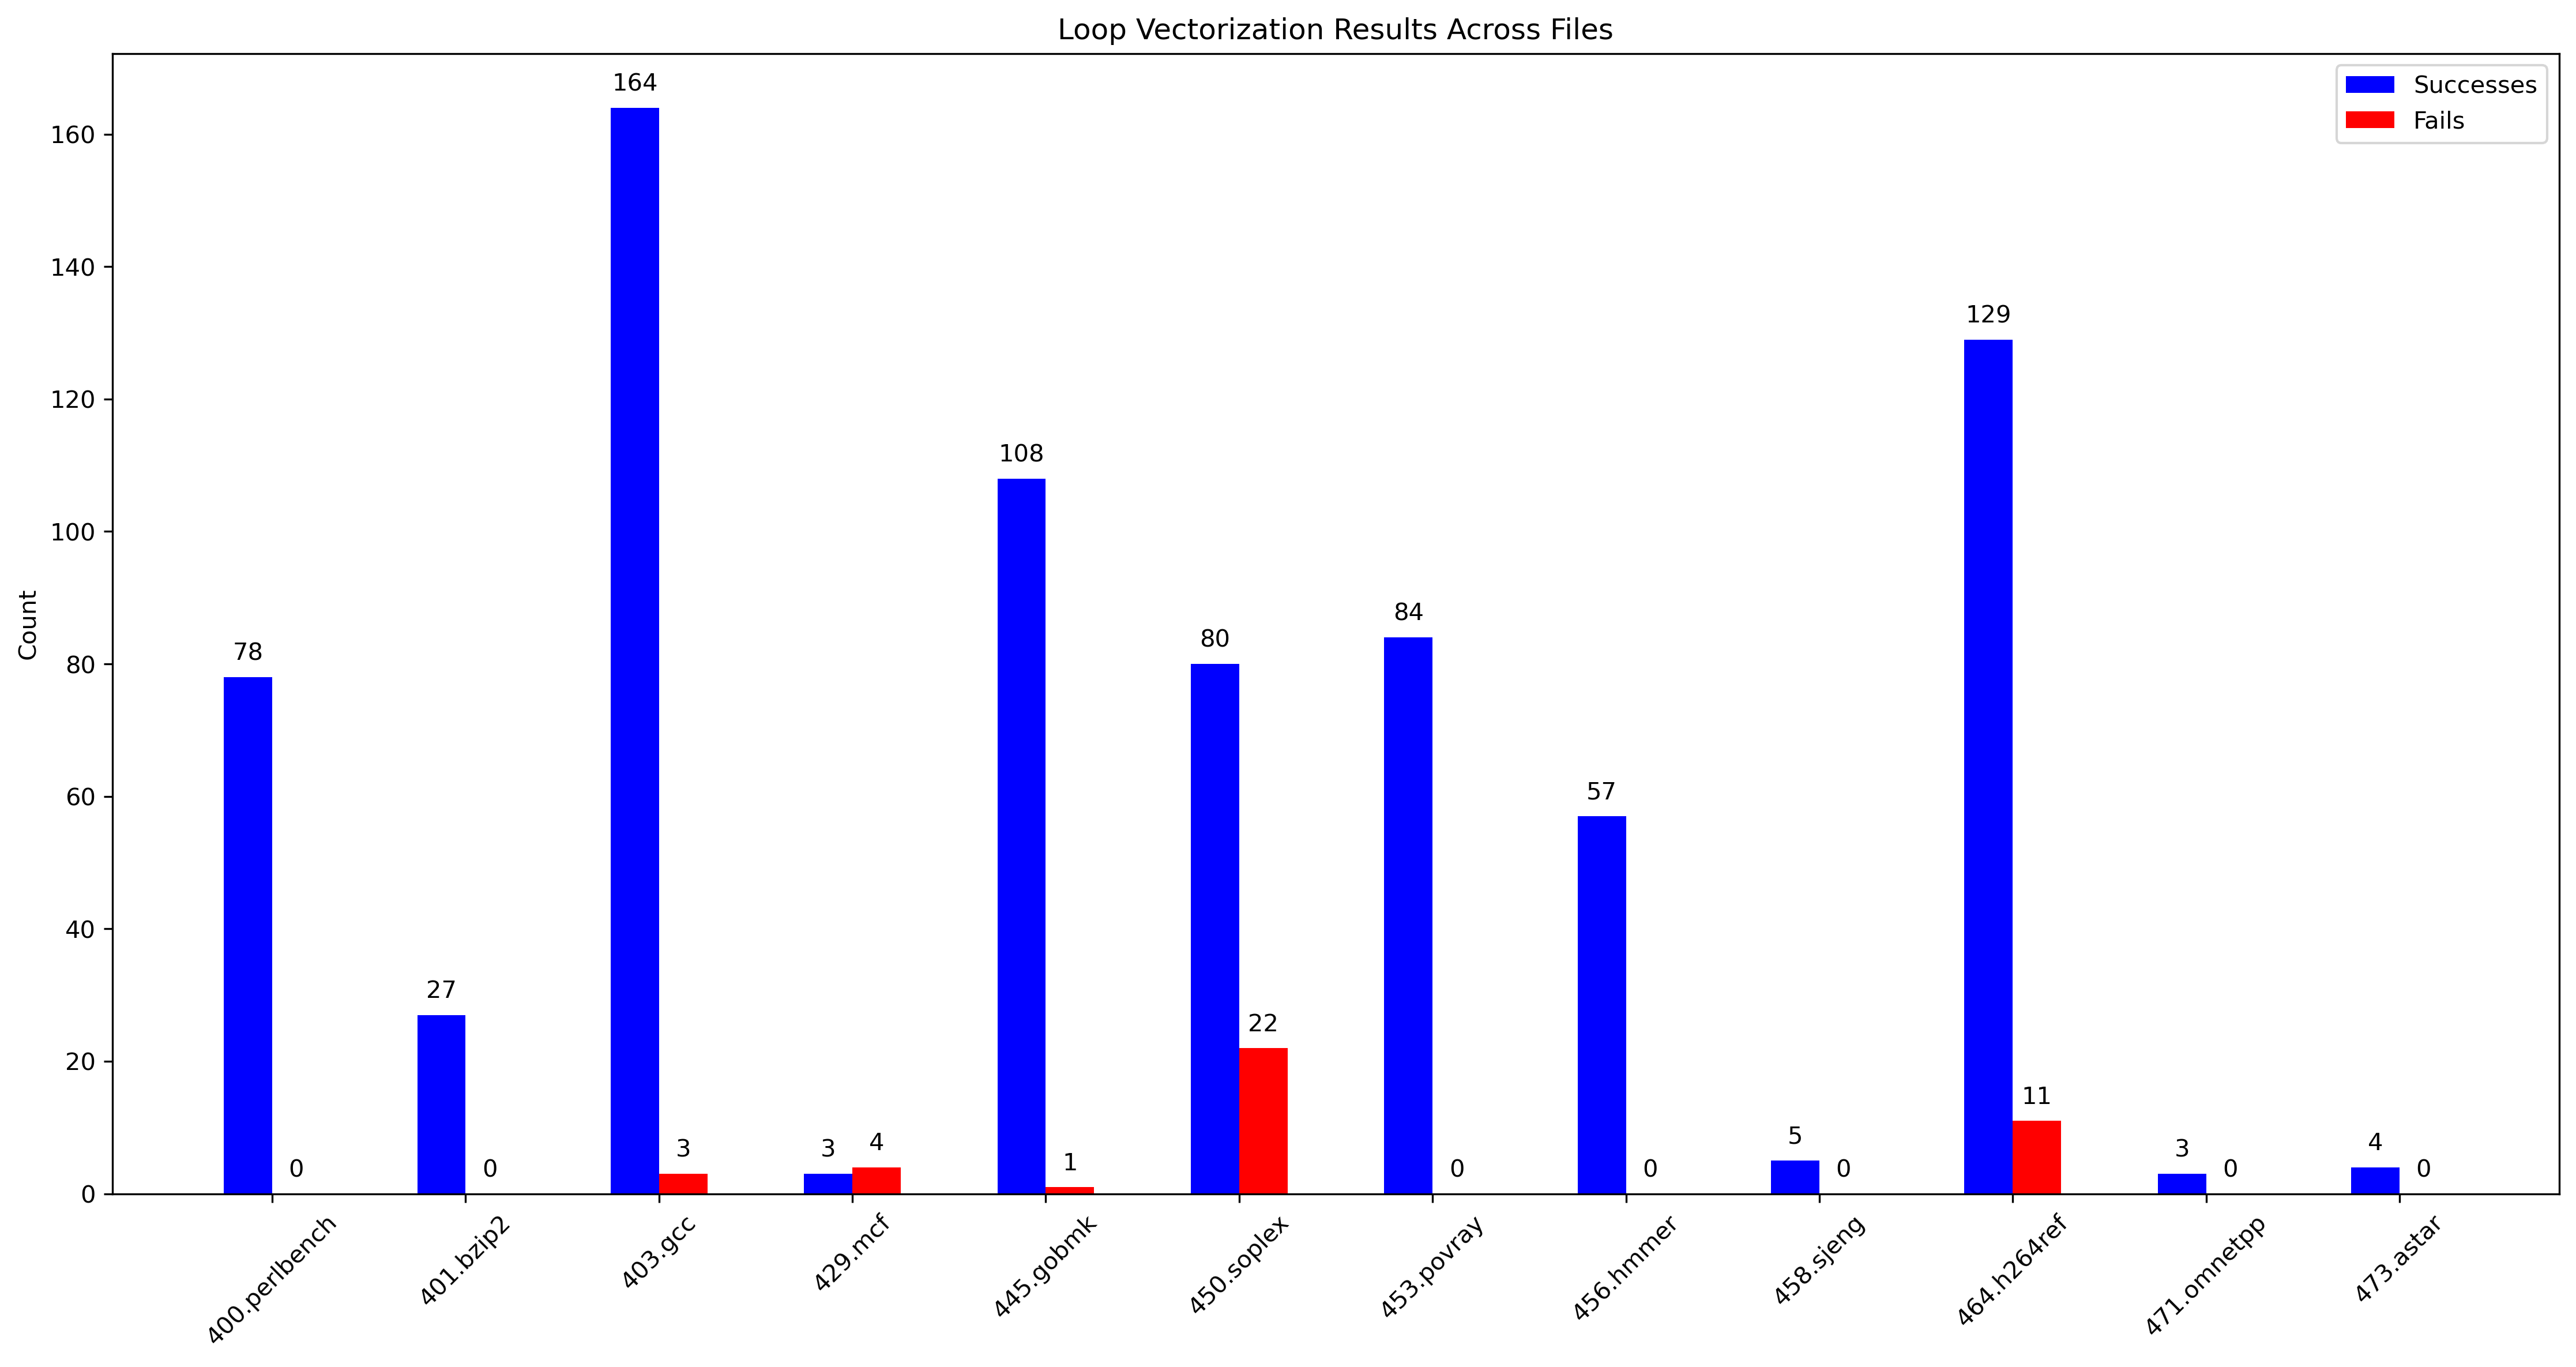 Loop Vectorization Results Across Files
Successes
Fails
Count
160
140
120
100
80
60
40
20
0
78
0
27
0
164
3
3
4
108
1
80
22
84
0
57
0
5
0
129
11
3
0
4
0
400.perlbench
401.bzip2
403.gcc
429.mcf
445.gobmk
450.soplex
453.povray
456.hmmer
458.sjeng
464.h264ref
471.omnetpp
473.astar